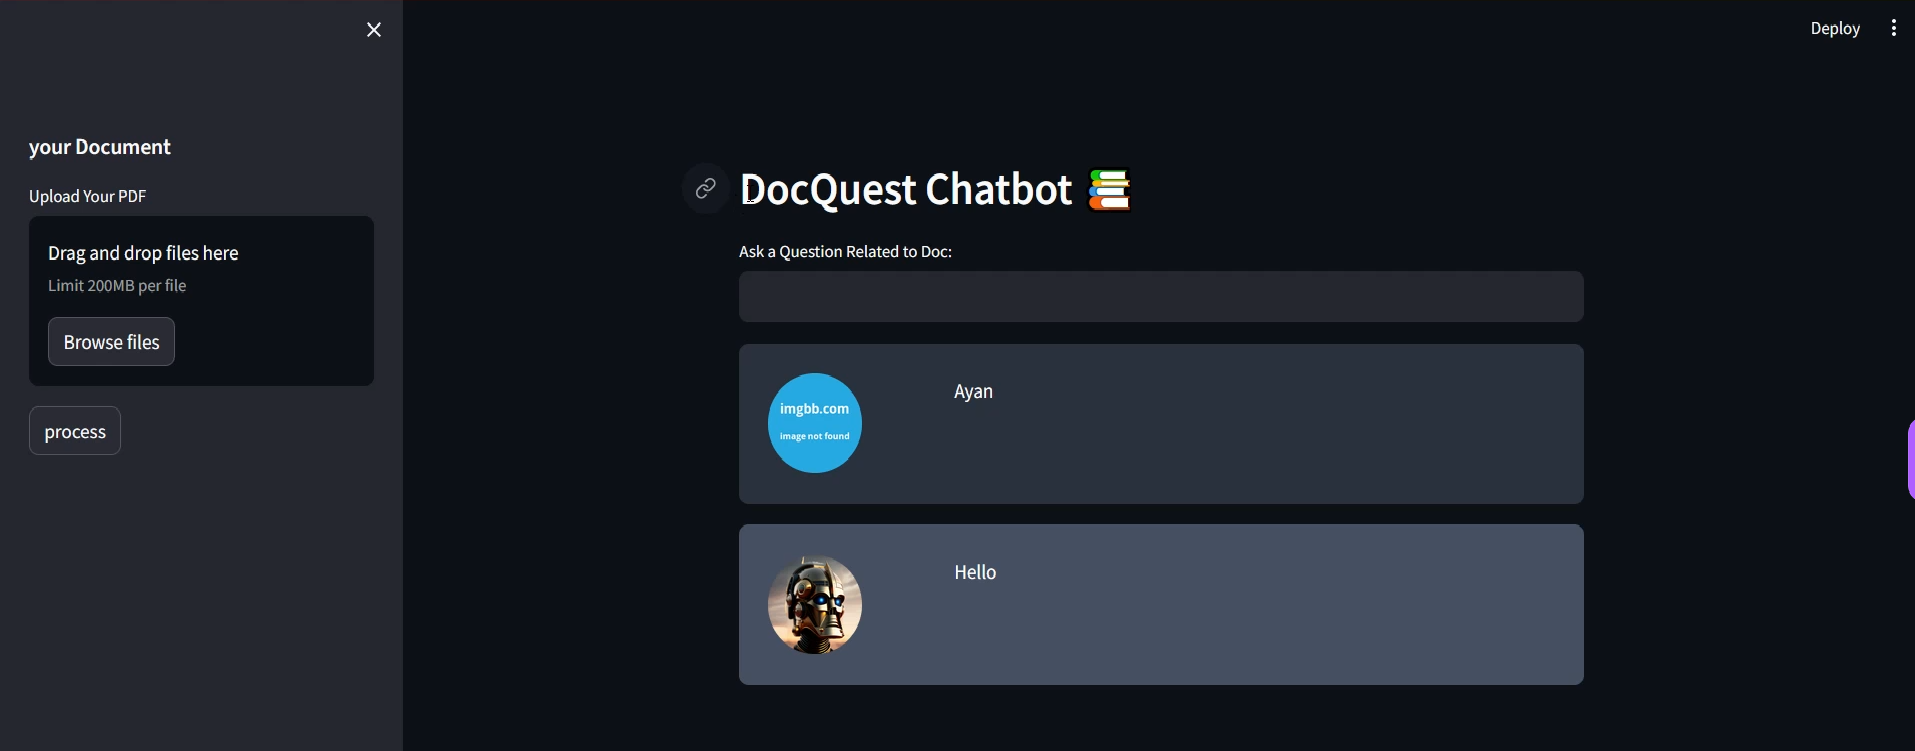 Deploy
your Document
Upload Your PDF
Drag and drop files here
Limit 200MB per file
Browse files
process
DocQuest Chatbot
Ask a Question Related to Doc:
imgbb.com
image not found
Ayan
Hello